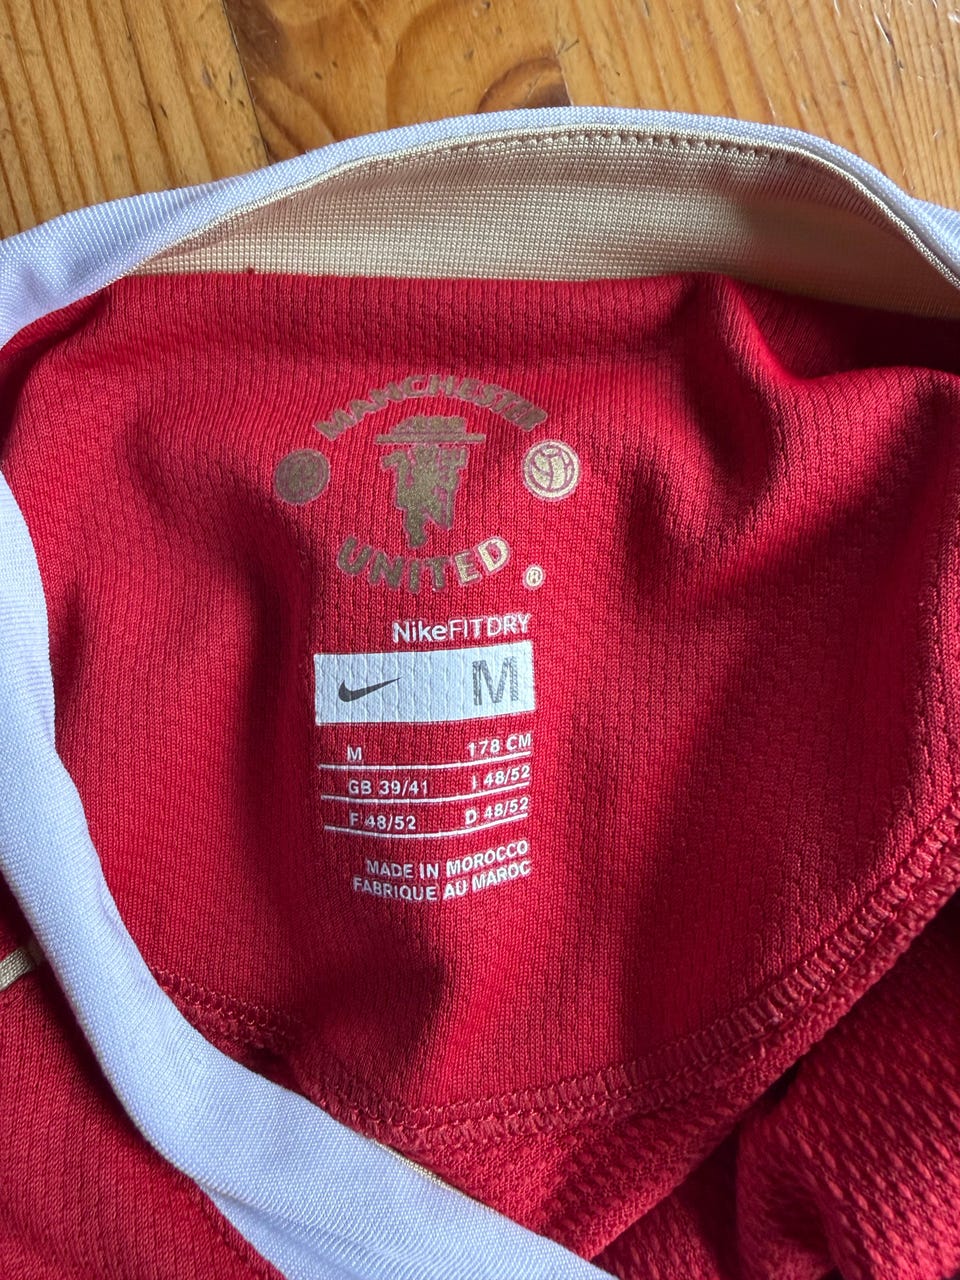 MANCHESTER
UNITED ®
NikeFITDRY
M
M 178 CM
GB 39/41 I 48/52
F 48/52 D 48/52
MADE IN MOROCCO
FABRIQUE AU MAROC